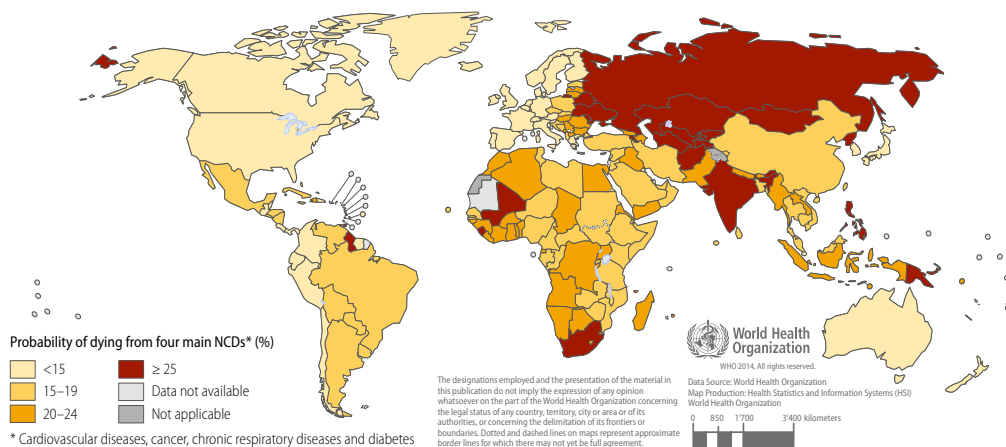 Probability of dying from four main NCDs* (%)
<15
15–19
20–24
≥ 25
Data not available
Not applicable
* Cardiovascular diseases, cancer, chronic respiratory diseases and diabetes
The designations employed and the presentation of the material in
this publication do not imply the expression of any opinion
whatsoever on the part of the World Health Organization concerning
the legal status of any country, territory, city or area or of its
authorities, or concerning the delimitation of its frontiers or
boundaries. Dotted and dashed lines on maps represent approximate
border lines for which there may not yet be full agreement.
World Health
Organization
WHO 2014, All rights reserved.
Data Source: World Health Organization
Map Production: Health Statistics and Information Systems (HSI)
World Health Organization
0 850 1'700 3'400 kilometers